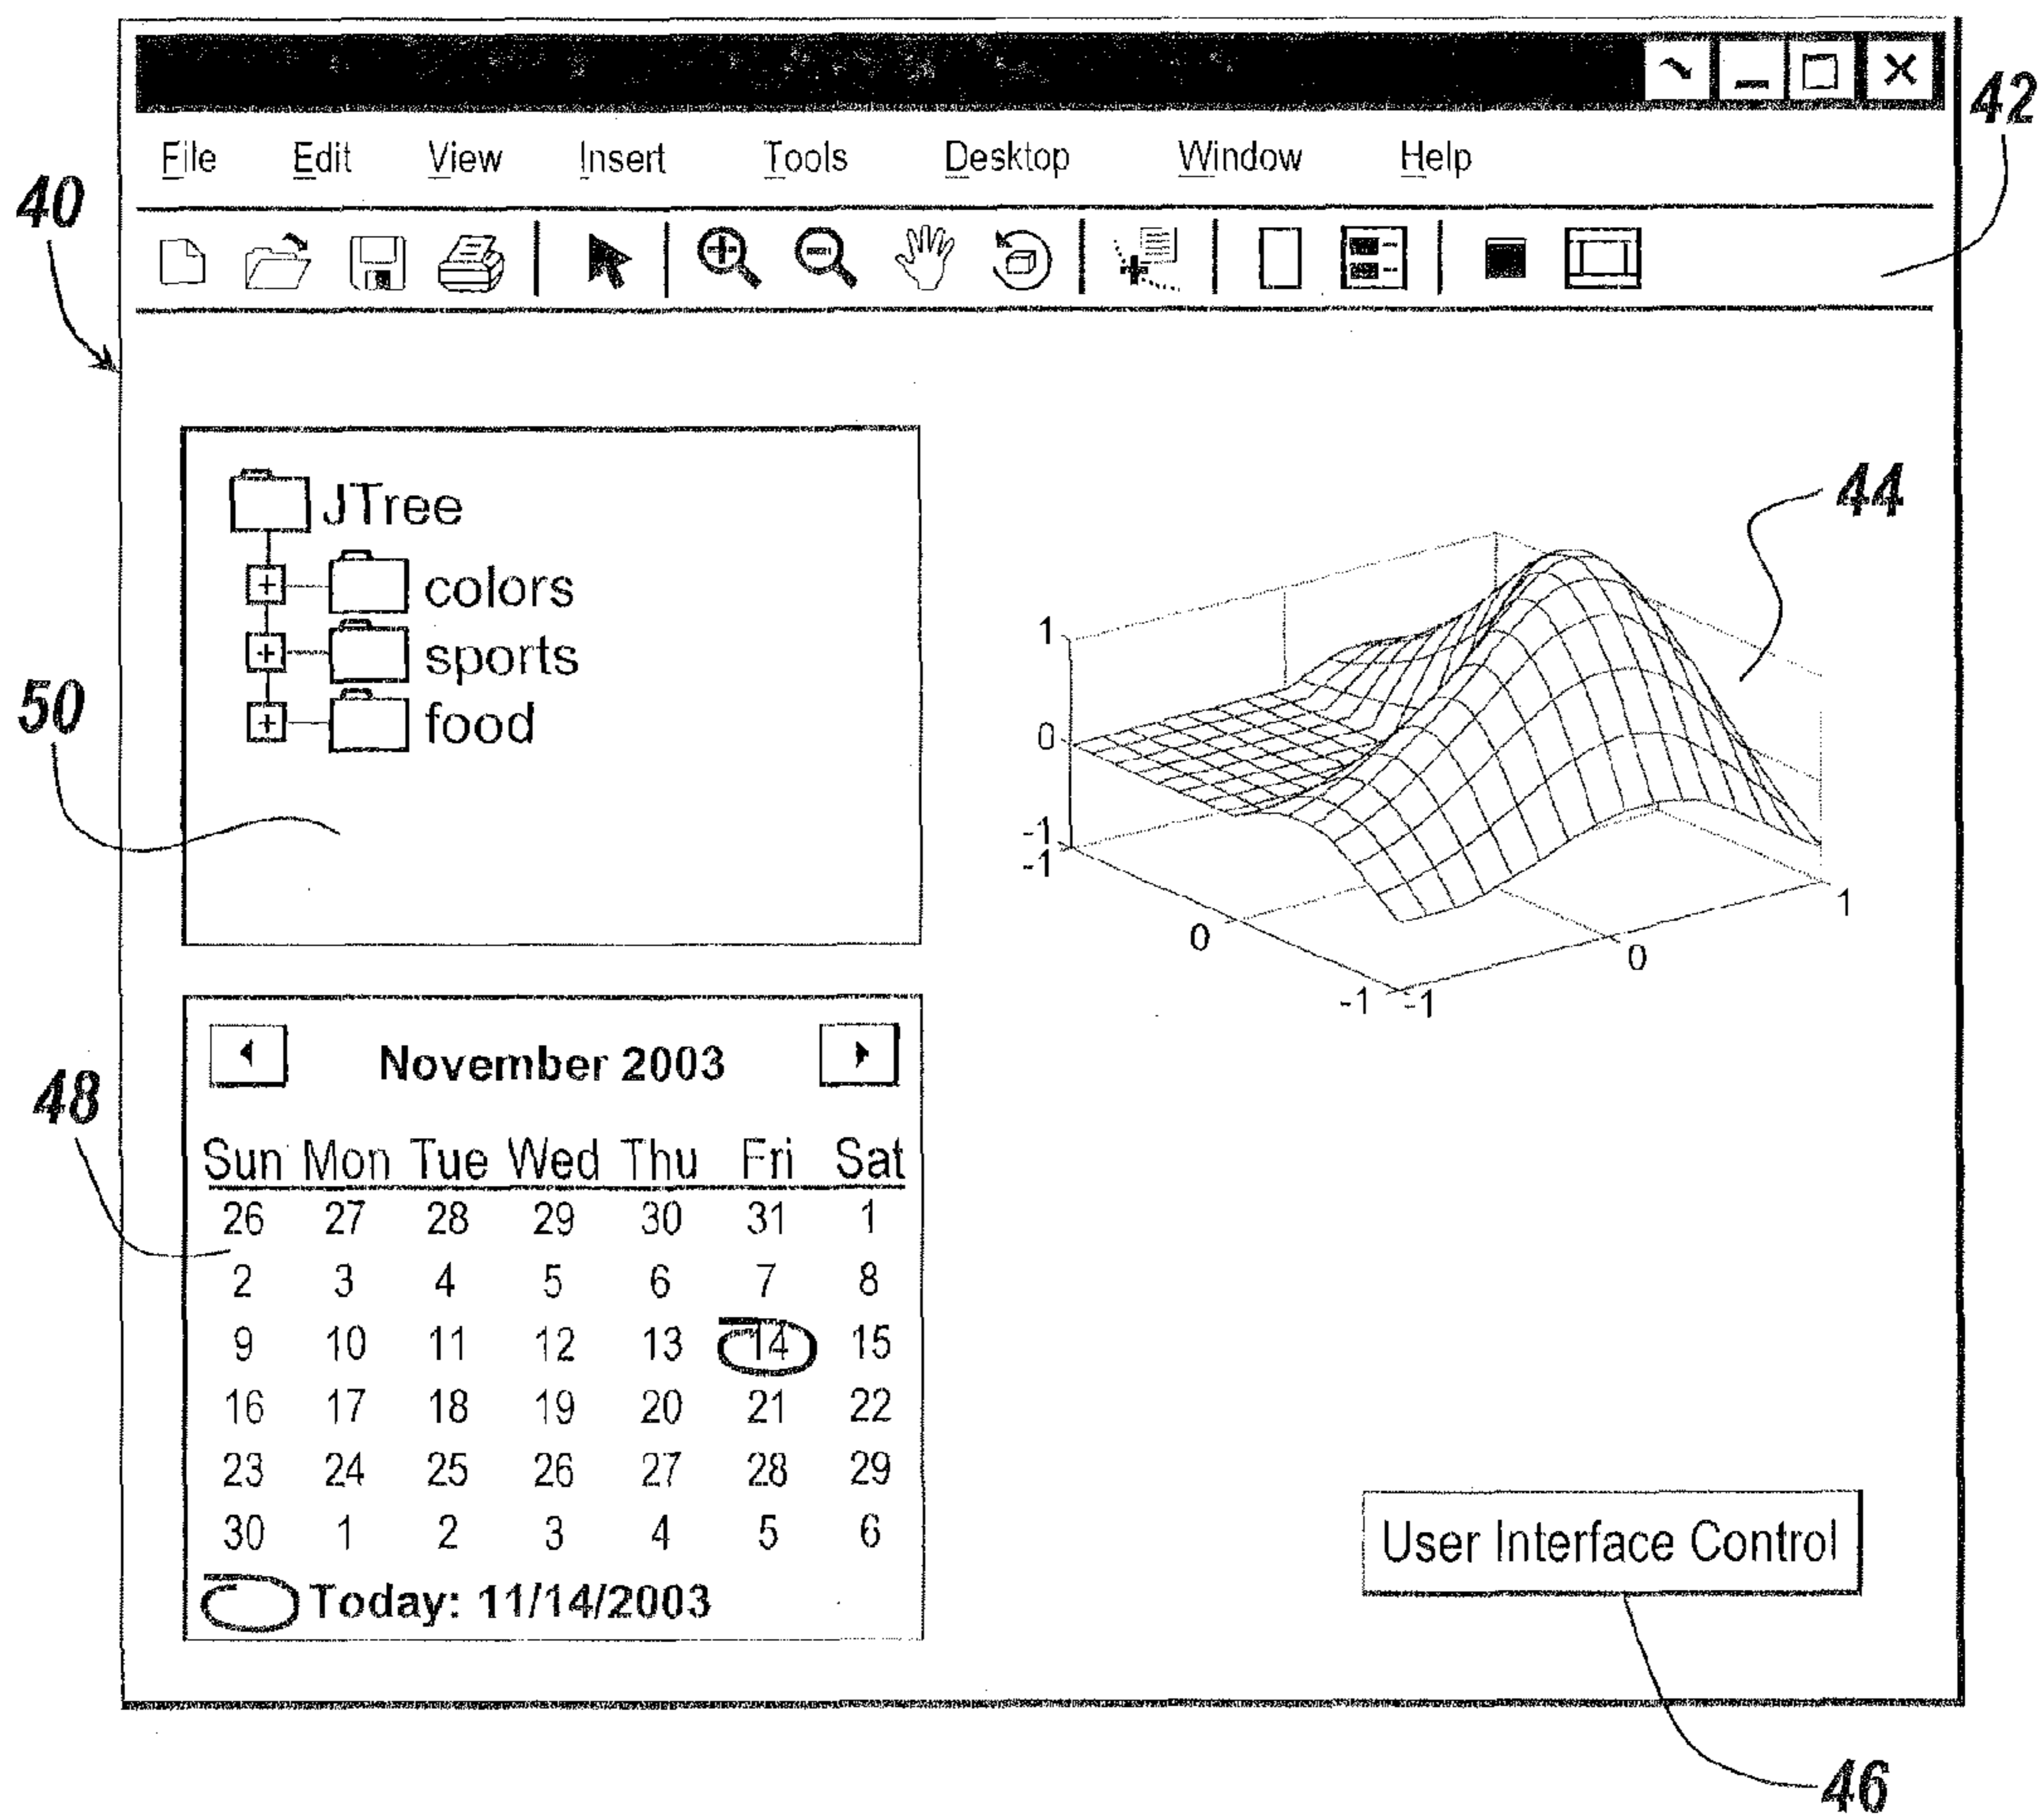 42
File Edit View Insert Tools Desktop Window Help
40
JTree
colors
sports
food
50
44
1
0
-1
-1
0
-1
-1
0
1
48
November 2003
Sun Mon Tue Wed Thu Fri Sat
26 27 28 29 30 31 1
2 3 4 5 6 7 8
9 10 11 12 13 14 15
16 17 18 19 20 21 22
23 24 25 26 27 28 29
30 1 2 3 4 5 6
Today: 11/14/2003
User Interface Control
46